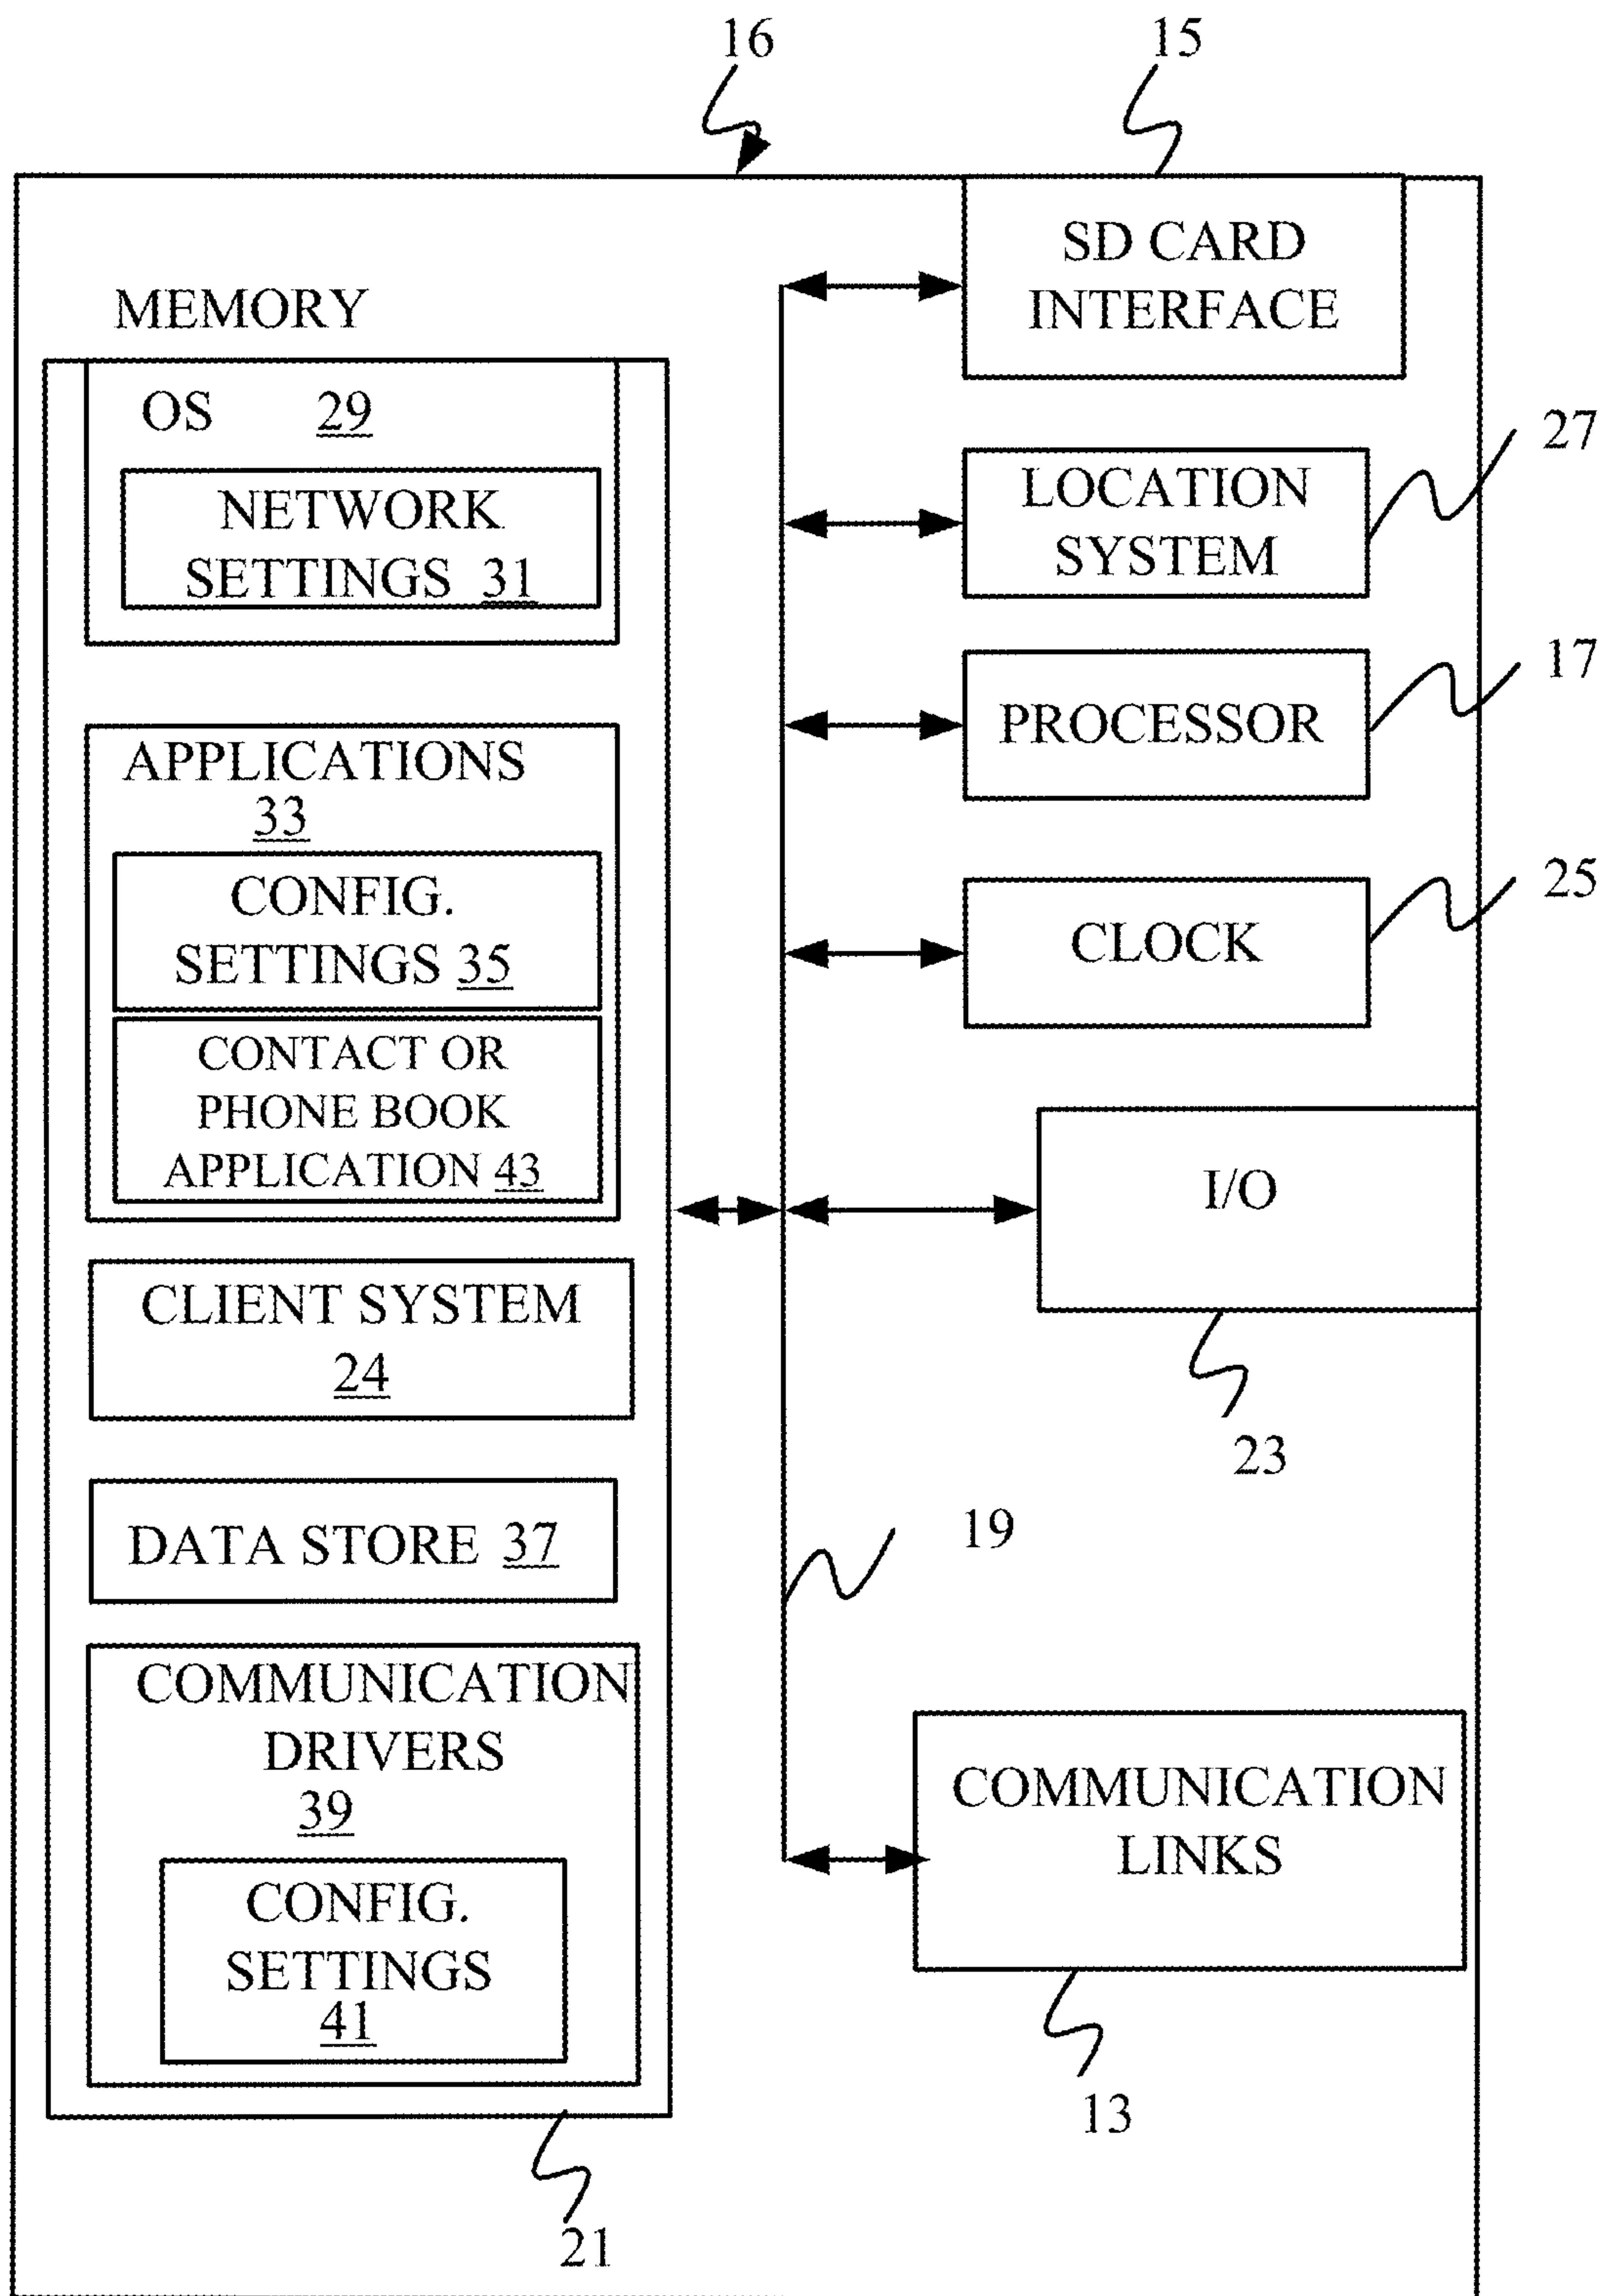 16
15
SD CARD
INTERFACE
MEMORY
OS 29
NETWORK
SETTINGS 31
27
LOCATION
SYSTEM
17
PROCESSOR
APPLICATIONS
33
CONFIG.
SETTINGS 35
25
CLOCK
CONTACT OR
PHONE BOOK
APPLICATION 43
I/O
23
CLIENT SYSTEM
24
DATA STORE 37
19
COMMUNICATION
DRIVERS
39
CONFIG.
SETTINGS
41
COMMUNICATION
LINKS
13
21